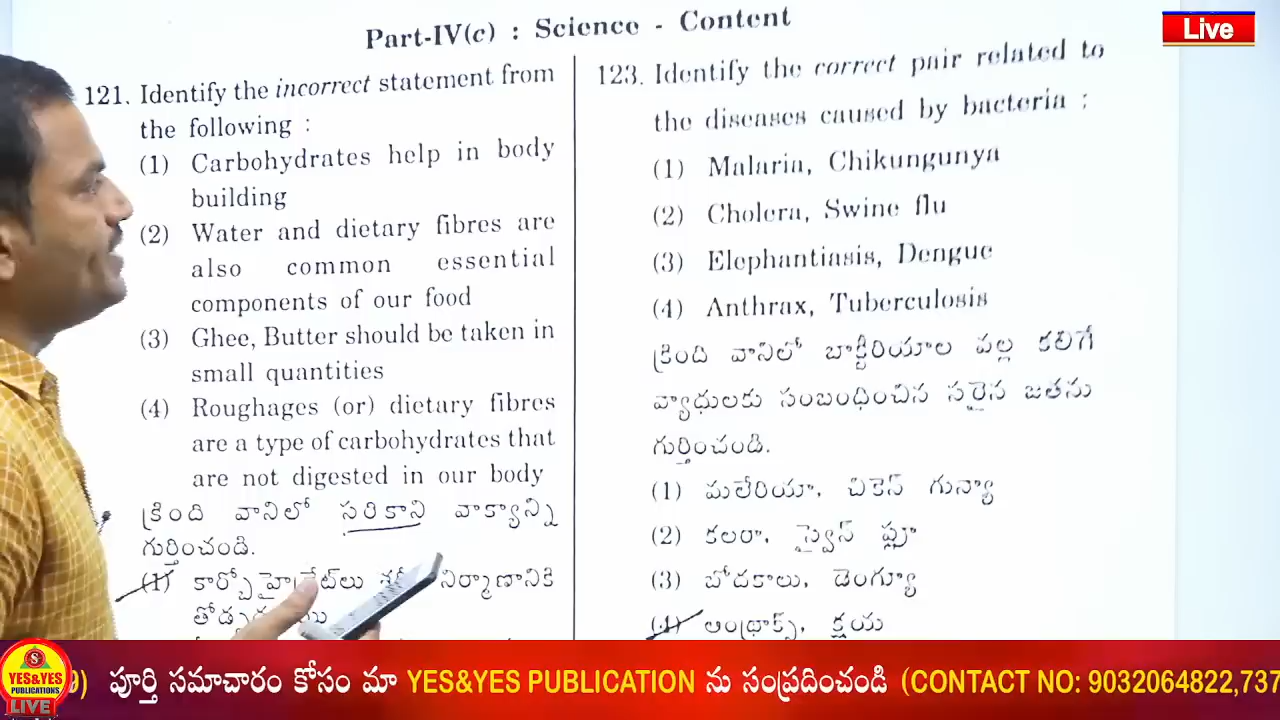 Part-IV(c) : Science - Content
Live
121. Identify the incorrect statement from
the following :
(1) Carbohydrates help in body
building
(2) Water and dietary fibres are
also common essential
components of our food
(3) Ghee, Butter should be taken in
small quantities
(4) Roughages (or) dietary fibres
are a type of carbohydrates that
are not digested in our body
క్రింది వానిలో సరికాని వాక్యాన్ని
గుర్తించండి.
(1) కార్బోహైడ్రేట్‌లు నిర్మాణానికి
123. Identify the correct pair related to
the diseases caused by bacteria :
(1) Malaria, Chikungunya
(2) Cholera, Swine flu
(3) Elephantiasis, Dengue
(4) Anthrax, Tuberculosis
క్రింది వానిలో బాక్టీరియాల వల్ల కలిగే
వ్యాధులకు సంబంధించిన సరైన జతను
గుర్తించండి.
(1) మలేరియా, చికెన్ గున్యా
(2) కలరా, స్వైన్ ఫ్లూ
(3) బోదకాలు, డెంగ్యూ
(4) ఆంథ్రాక్స్, క్షయ
9) పూర్తి సమాచారం కోసం మా YES&YES PUBLICATION ను సంప్రదించండి (CONTACT NO: 9032064822,737
S
YES&YES
PUBLICATIONS
LIVE